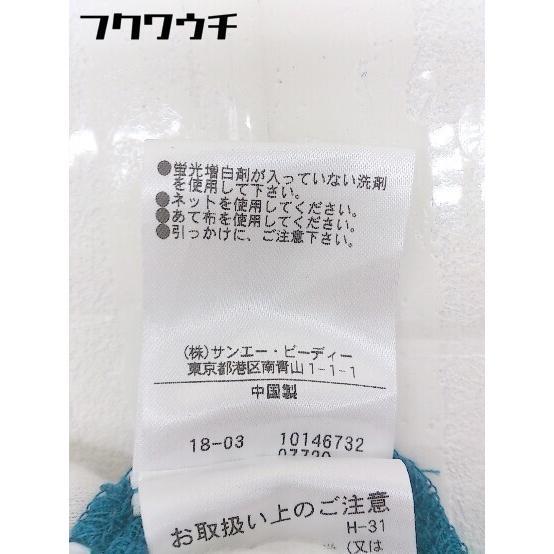 フクワウチ
●蛍光増白剤が入っていない洗剤
を使用して下さい。
●ネットを使用してください。
●あて布を使用してください。
●引っかけに、ご注意下さい。
(株)サンエー・ビーディー
東京都港区南青山1-1-1
中国製
18-03 10146732
07720
お取扱い上のご注意
H-31
(又は